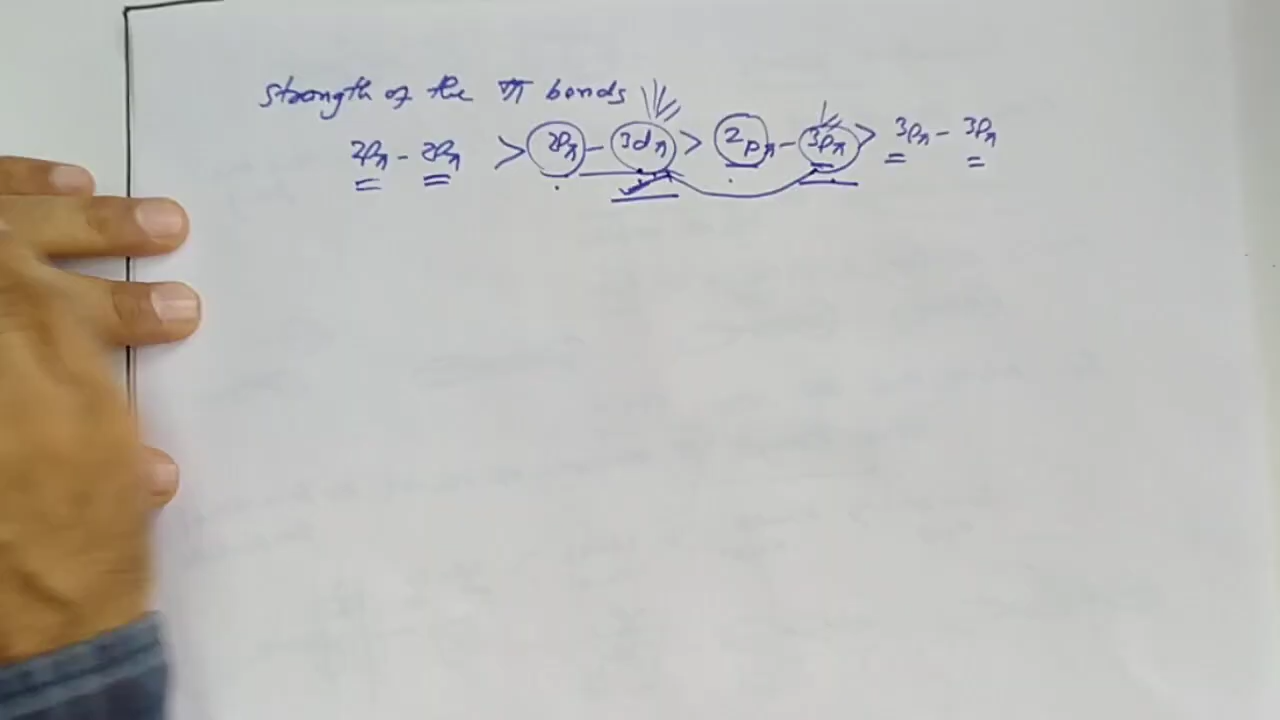 strength of the π bonds
2pπ - 2pπ > 2pπ - 3dπ > 2pπ - 3pπ > 3pπ - 3pπ